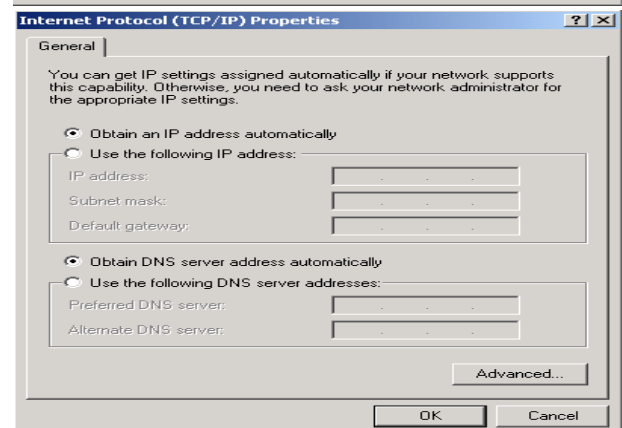 Internet Protocol (TCP/IP) Properties
General
You can get IP settings assigned automatically if your network supports
this capability. Otherwise, you need to ask your network administrator for
the appropriate IP settings.
Obtain an IP address automatically
Use the following IP address:
IP address:
Subnet mask:
Default gateway:
Obtain DNS server address automatically
Use the following DNS server addresses:
Preferred DNS server:
Alternate DNS server:
Advanced...
OK Cancel